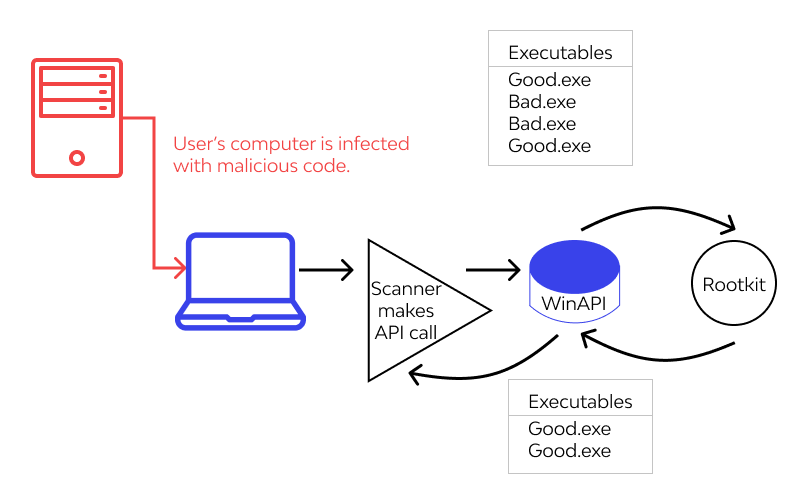 Executables
Good.exe
Bad.exe
Bad.exe
Good.exe
User's computer is infected
with malicious code.
Scanner
makes
API call
WinAPI
Rootkit
Executables
Good.exe
Good.exe